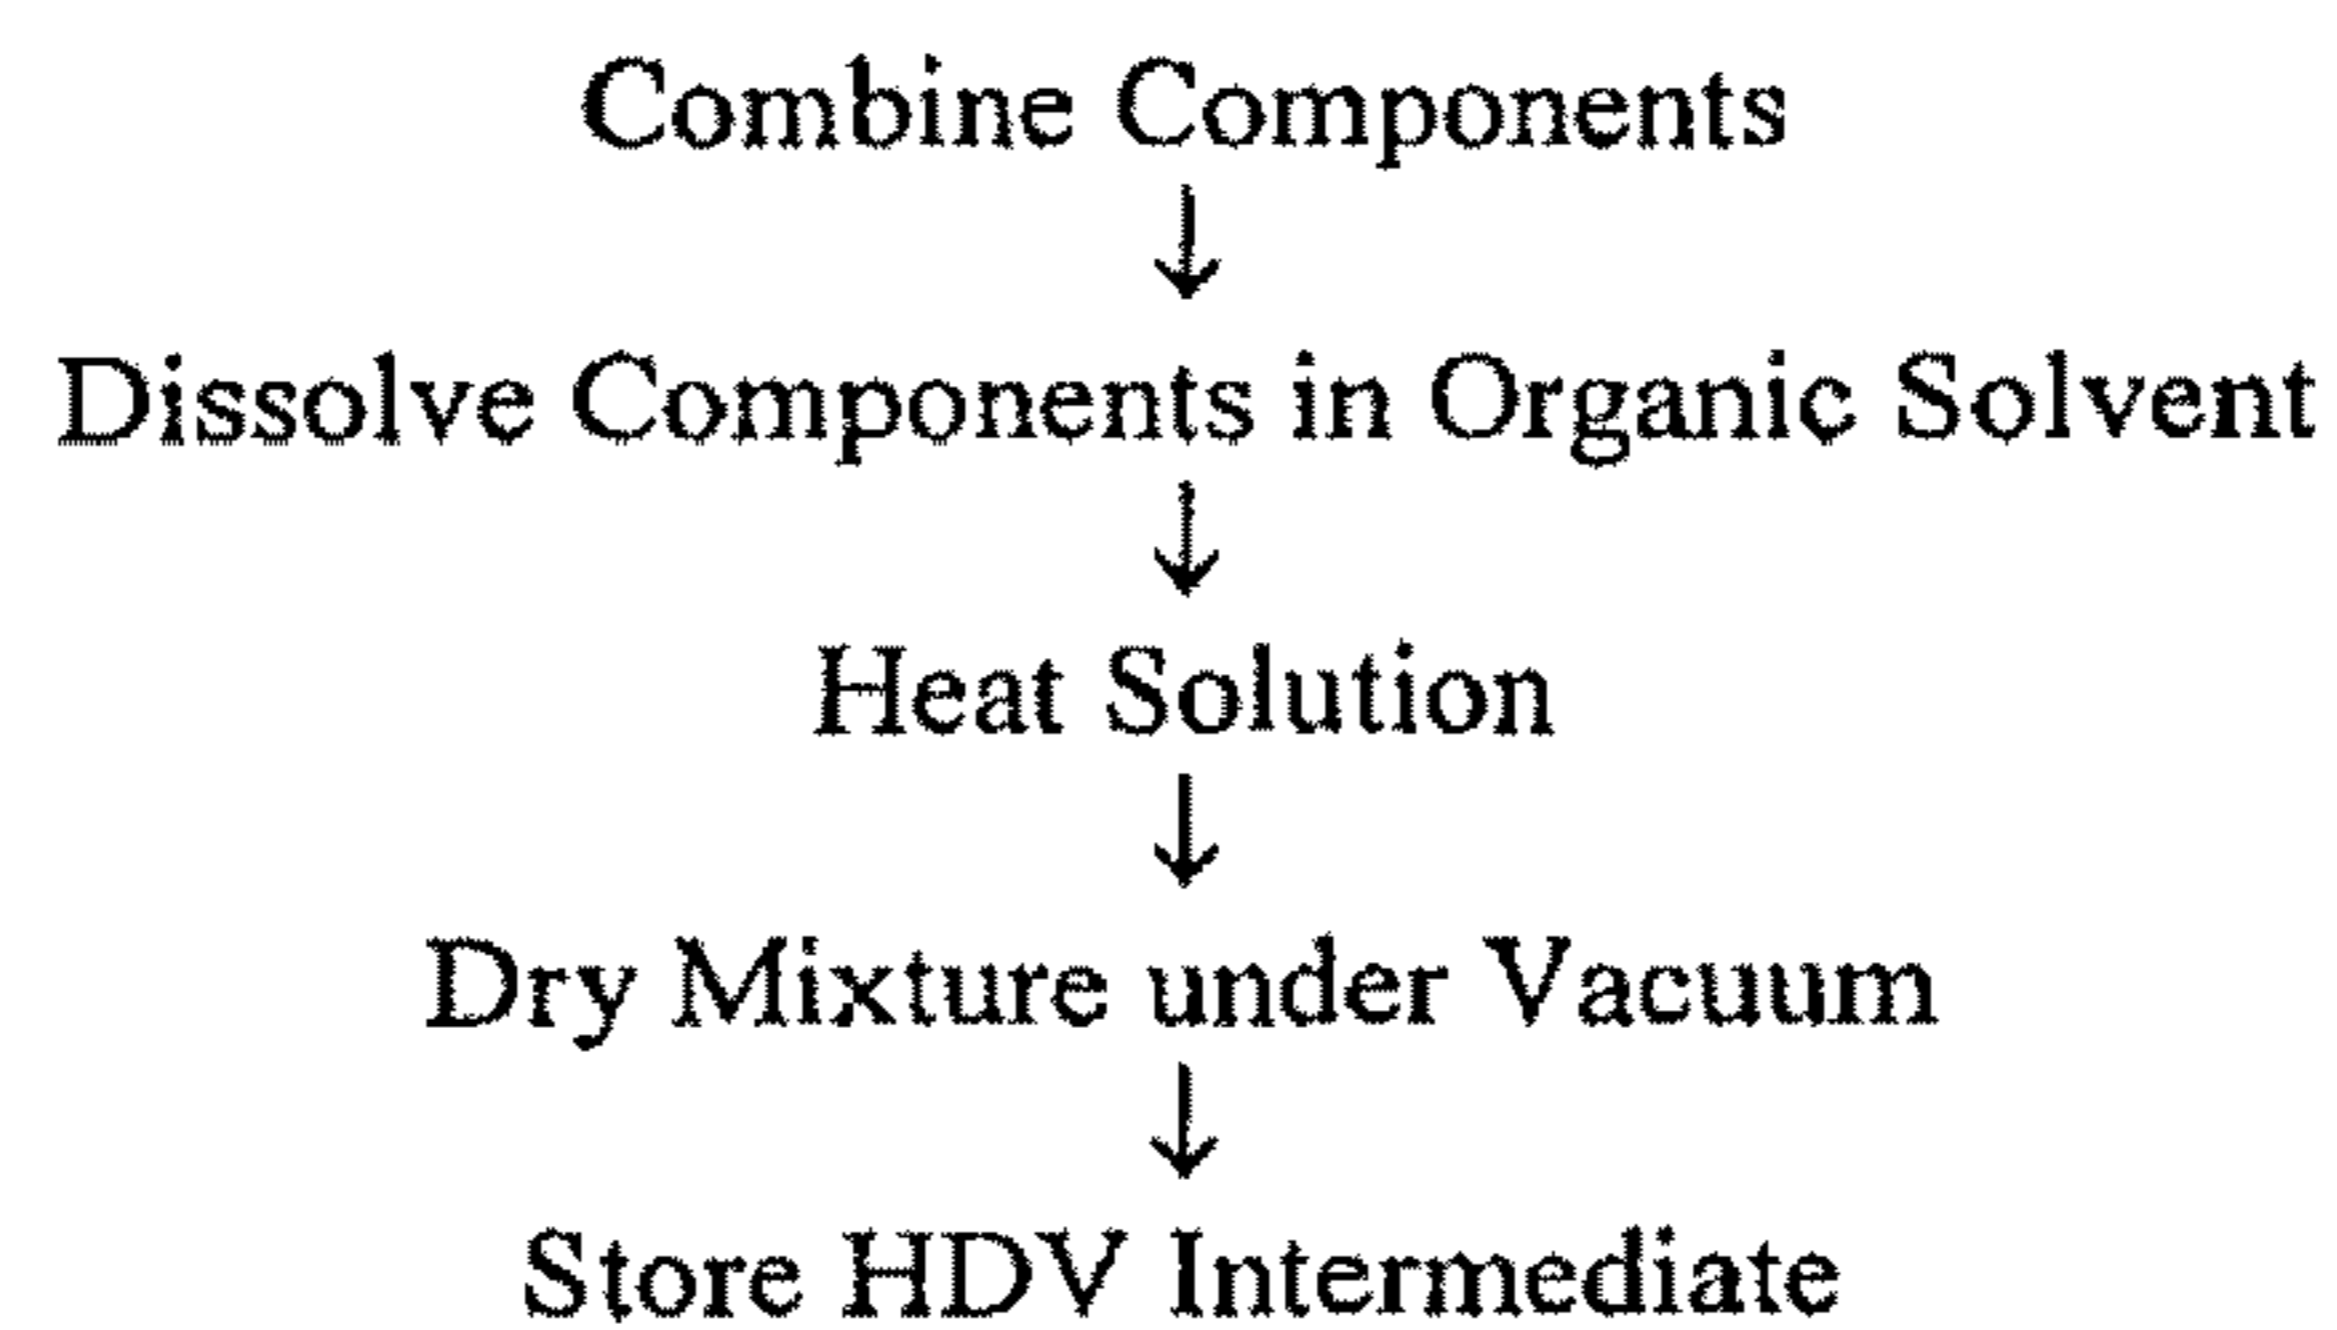 Combine Components
↓
Dissolve Components in Organic Solvent
↓
Heat Solution
↓
Dry Mixture under Vacuum
↓
Store HDV Intermediate